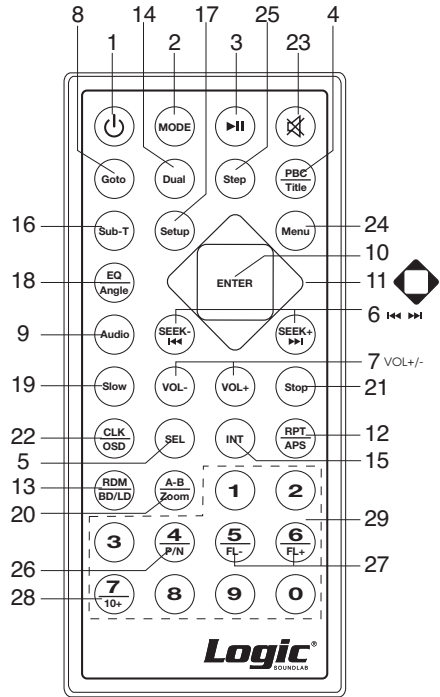 8 14 17 25 4
1 2 3 23
MODE
Goto Dual Step PBC
Title
16 Sub-T Setup Menu 24
10
18 EQ
Angle ENTER 11
6
9 Audio SEEK- SEEK+
7 VOL+/-
19 Slow VOL- VOL+ Stop 21
22 CLK
OSD SEL INT RPT
APS 12
5 15
13 RDM
BD/LD A-B
Zoom 1 2
20
29
3 4
P/N 5
FL- 6
FL+
26 27
28 7
10+ 8 9 0
Logic®
SOUNDLAB